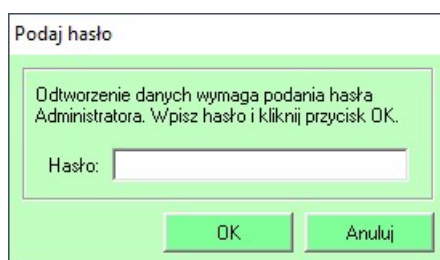 Podaj hasło
Odtworzenie danych wymaga podania hasła
Administratora. Wpisz hasło i kliknij przycisk OK.
Hasło:
OK
Anuluj